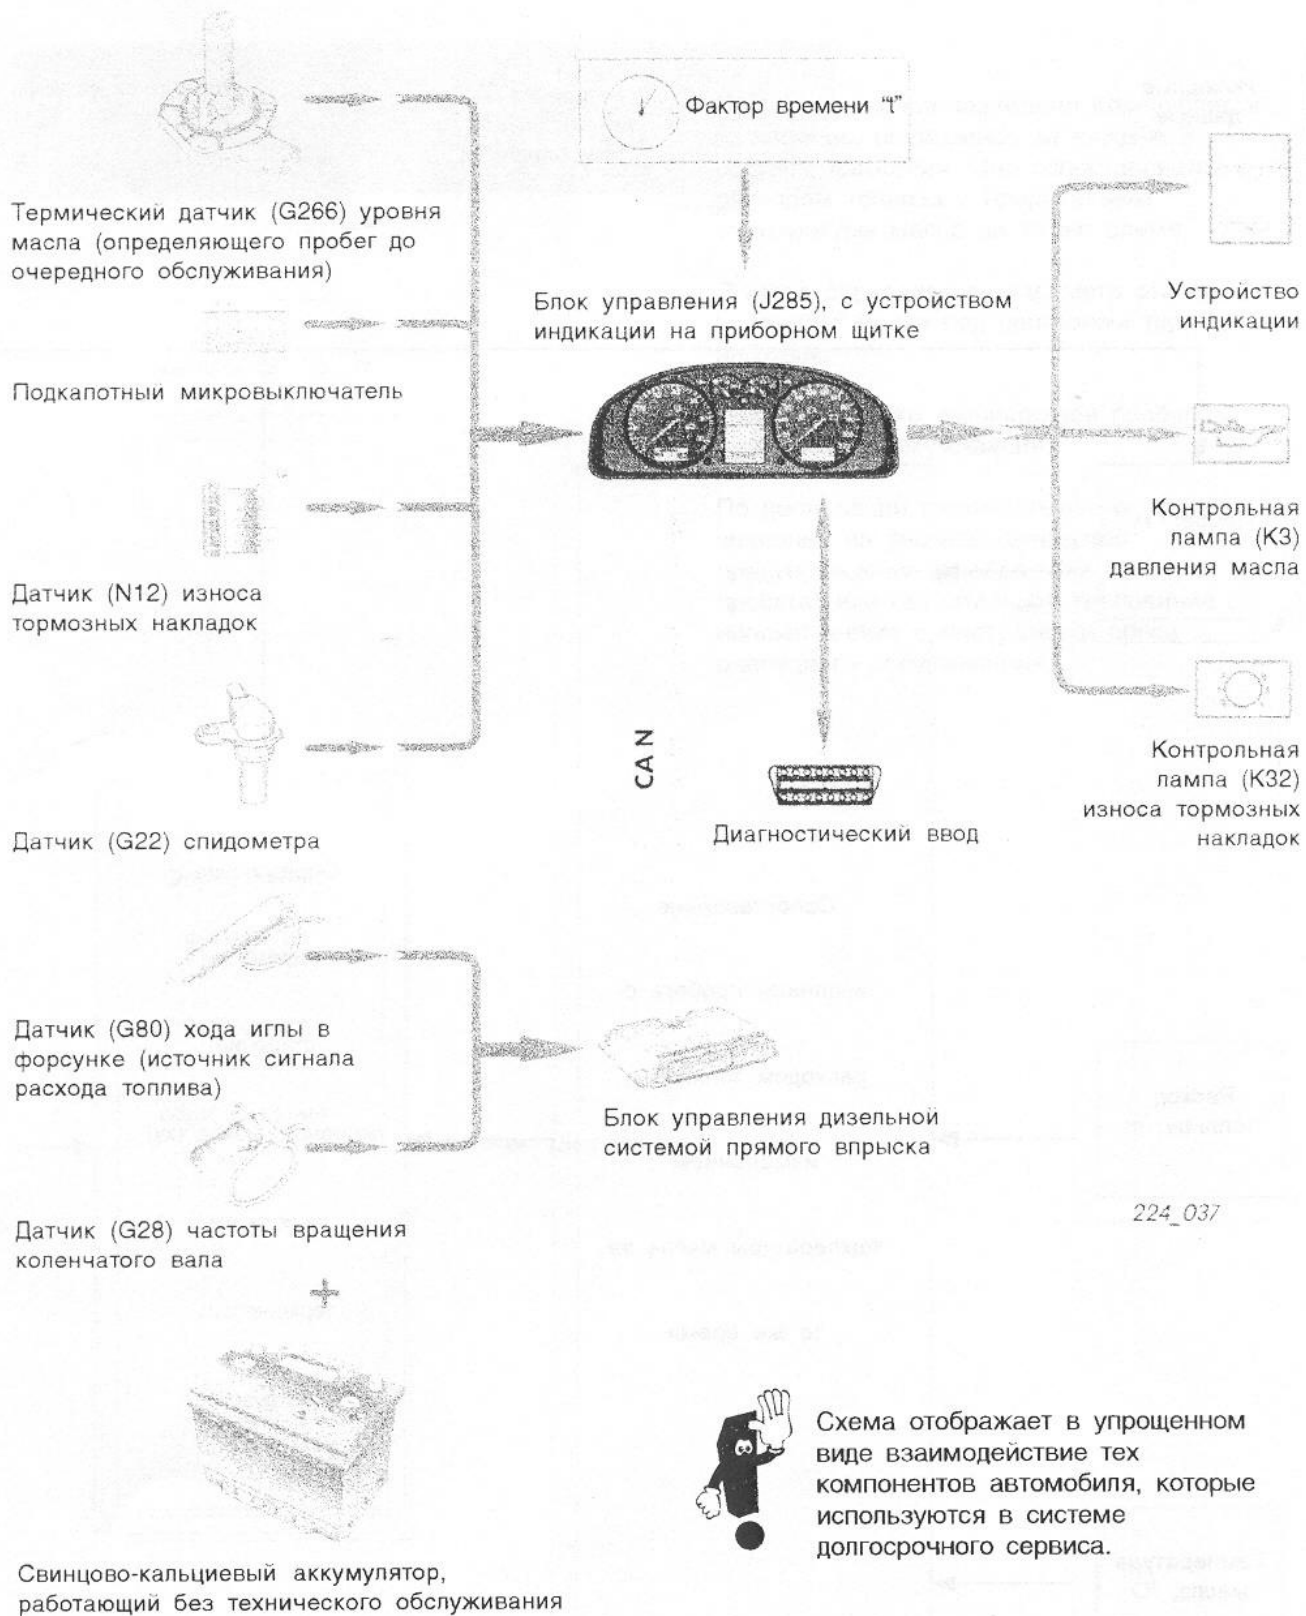 Фактор времени "t"
Термический датчик (G266) уровня
масла (определяющего пробег до
очередного обслуживания)
Блок управления (J285), с устройством
индикации на приборном щитке
Устройство
индикации
Подкапотный микровыключатель
Контрольная
лампа (K3)
давления масла
Датчик (N12) износа
тормозных накладок
CAN
Контрольная
лампа (K32)
износа тормозных
накладок
Диагностический ввод
Датчик (G22) спидометра
Датчик (G80) хода иглы в
форсунке (источник сигнала
расхода топлива)
Блок управления дизельной
системой прямого впрыска
224_037
Датчик (G28) частоты вращения
коленчатого вала
+
Схема отображает в упрощенном
виде взаимодействие тех
компонентов автомобиля, которые
используются в системе
долгосрочного сервиса.
Свинцово-кальциевый аккумулятор,
работающий без технического обслуживания